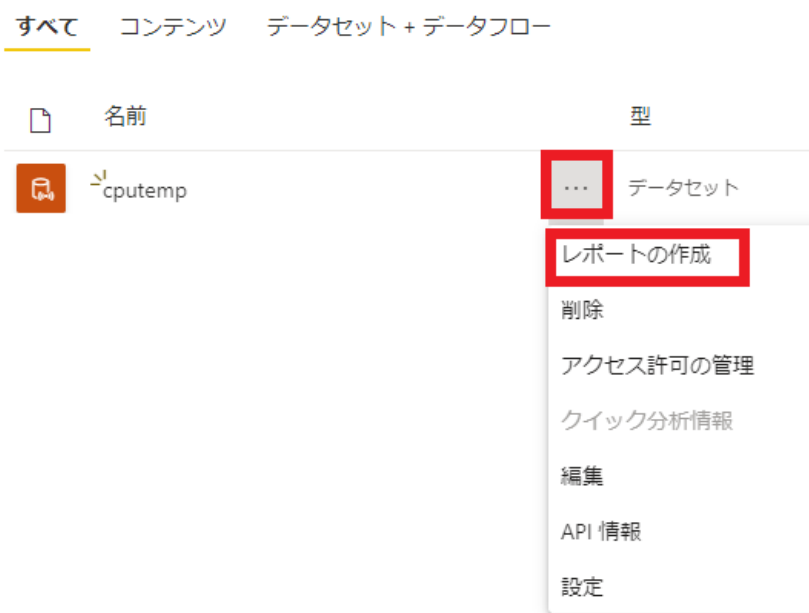 すべて コンテンツ データセット + データフロー
名前 型
cputemp ... データセット
レポートの作成
削除
アクセス許可の管理
クイック分析情報
編集
API 情報
設定